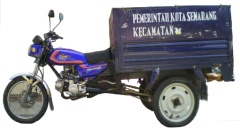 PEMERINTAH KOTA SEMARANG
KECAMATAN